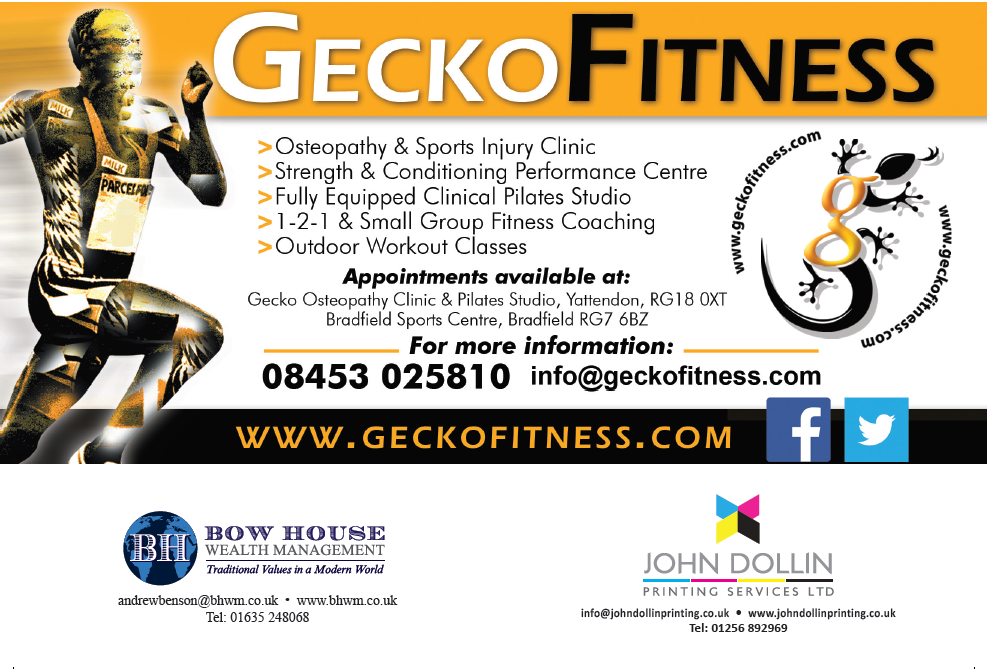 GECKOFITNESS
MILK
MILK
PARCELFO
> Osteopathy & Sports Injury Clinic
> Strength & Conditioning Performance Centre
> Fully Equipped Clinical Pilates Studio
> 1-2-1 & Small Group Fitness Coaching
> Outdoor Workout Classes
www.geckofitness.com
g
www.geckofitness.com
Appointments available at:
Gecko Osteopathy Clinic & Pilates Studio, Yattendon, RG18 0XT
Bradfield Sports Centre, Bradfield RG7 6BZ
For more information:
08453 025810 info@geckofitness.com
WWW.GECKOFITNESS.COM
f
BH
BOW HOUSE
WEALTH MANAGEMENT
Traditional Values in a Modern World
andrewbenson@bhwm.co.uk • www.bhwm.co.uk
Tel: 01635 248068
JOHN DOLLIN
PRINTING SERVICES LTD
info@johndollinprinting.co.uk • www.johndollinprinting.co.uk
Tel: 01256 892969